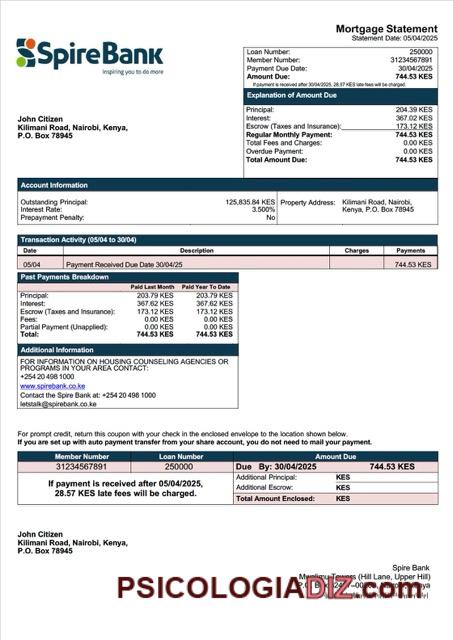 Mortgage Statement
Statement Date: 05/04/2025
SpireBank
Inspiring you to do more
Loan Number: 250000
Member Number: 31234567891
Payment Due Date: 30/04/2025
Amount Due: 744.53 KES
If payment is received after 30/04/2025, 28.57 KES late fees will be charged.
John Citizen
Kilimani Road, Nairobi, Kenya,
P.O. Box 78945
Explanation of Amount Due
Principal: 204.39 KES
Interest: 367.02 KES
Escrow (Taxes and Insurance): 173.12 KES
Regular Monthly Payment: 744.53 KES
Total Fees and Charges: 0.00 KES
Overdue Payment: 0.00 KES
Total Amount Due: 744.53 KES
Account Information
Outstanding Principal: 125,835.84 KES
Interest Rate: 3.500%
Prepayment Penalty: No
Property Address: Kilimani Road, Nairobi,
Kenya, P.O. Box 78945
Transaction Activity (05/04 to 30/04)
Date Description Charges Payments
05/04 Payment Received Due Date 30/04/25 744.53 KES
Past Payments Breakdown
Paid Last Month Paid Year To Date
Principal: 203.79 KES 203.79 KES
Interest: 367.62 KES 367.62 KES
Escrow (Taxes and Insurance): 173.12 KES 173.12 KES
Fees: 0.00 KES 0.00 KES
Partial Payment (Unapplied): 0.00 KES 0.00 KES
Total: 744.53 KES 744.53 KES
Additional Information
FOR INFORMATION ON HOUSING COUNSELING AGENCIES OR
PROGRAMS IN YOUR AREA CONTACT:
+254 20 498 1000
www.spirebank.co.ke
Contact the Spire Bank at: +254 20 498 1000
letstalk@spirebank.co.ke
For prompt credit, return this coupon with your check in the enclosed envelope to the location shown below.
If you are set up with auto payment transfer from your share account, you do not need to mail your payment.
Member Number Loan Number Amount Due
31234567891 250000 Due By: 30/04/2025 744.53 KES
If payment is received after 05/04/2025,
28.57 KES late fees will be charged.
Additional Principal: KES
Additional Escrow: KES
Total Amount Enclosed: KES
John Citizen
Kilimani Road, Nairobi, Kenya,
P.O. Box 78945
Spire Bank
Mwalimu Towers (Hill Lane, Upper Hill)
PSICOLOGIADIZ.com